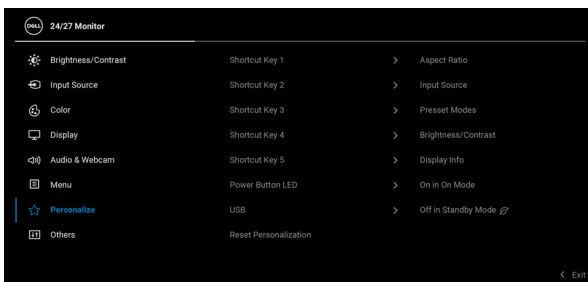 DELL 24/27 Monitor
Brightness/Contrast Shortcut Key 1 > Aspect Ratio
Input Source Shortcut Key 2 > Input Source
Color Shortcut Key 3 > Presset Modes
Display Shortcut Key 4 > Brightness/Contrast
Audio & Webcam Shortcut Key 5 > Display Info
Menu Power Button LED > On in On Mode
Personalize USB > Off in Standby Mode
Others Reset Personalization
< Exit